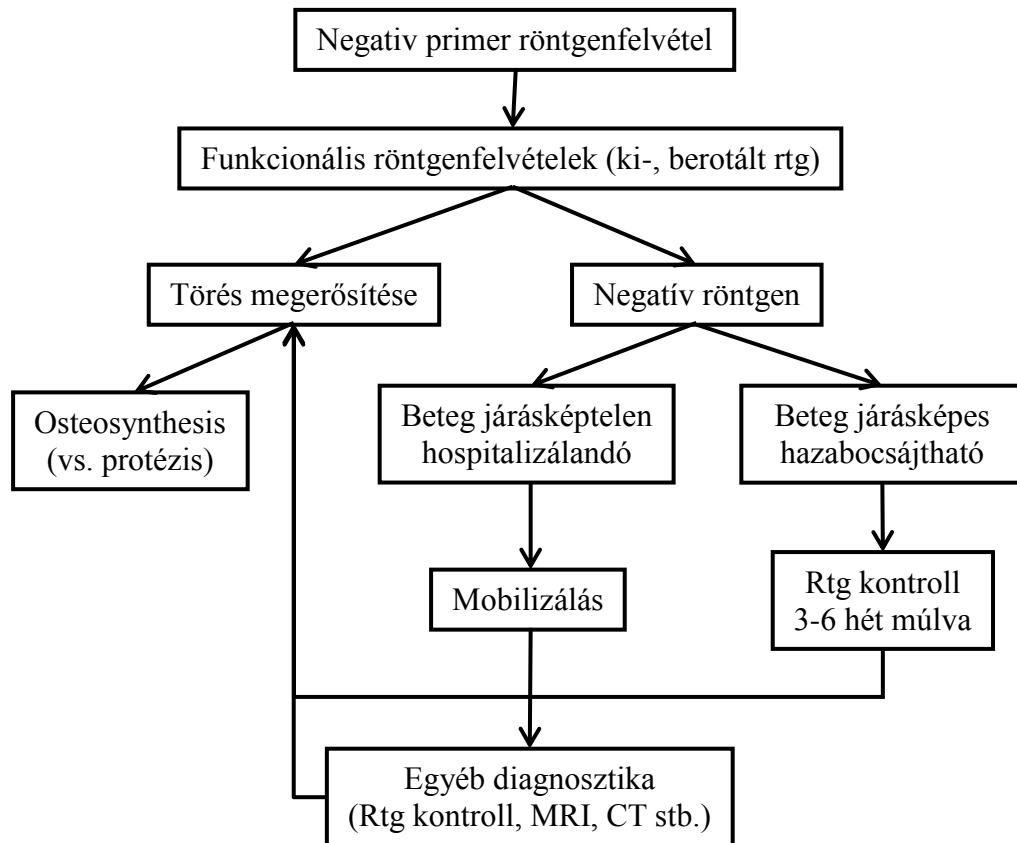 Negativ primer röntgenfelvétel
Funkcionális röntgenfelvételek (ki-, berotált rtg)
Törés megerősítése
Negatív röntgen
Osteosynthesis
(vs. protézis)
Beteg járásképtelen
hospitalizálandó
Beteg járásképes
hazabocsájtható
Mobilizálás
Rtg kontroll
3-6 hét múlva
Egyéb diagnosztika
(Rtg kontroll, MRI, CT stb.)